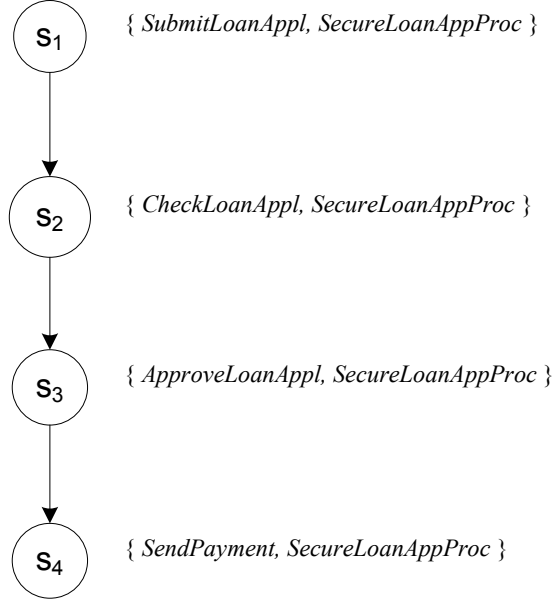 S1 { SubmitLoanAppl, SecureLoanAppProc }
S2 { CheckLoanAppl, SecureLoanAppProc }
S3 { ApproveLoanAppl, SecureLoanAppProc }
S4 { SendPayment, SecureLoanAppProc }